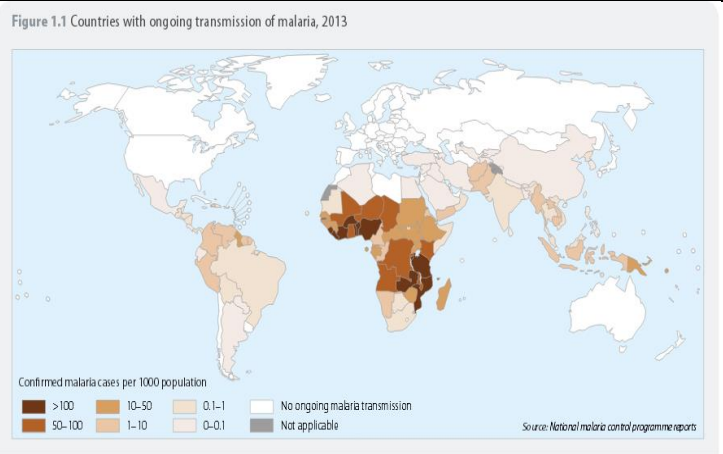 Figure 1.1 Countries with ongoing transmission of malaria, 2013
Confirmed malaria cases per 1000 population
>100 10–50 0.1–1 No ongoing malaria transmission
50–100 1–10 0–0.1 Not applicable
Source: National malaria control programme reports